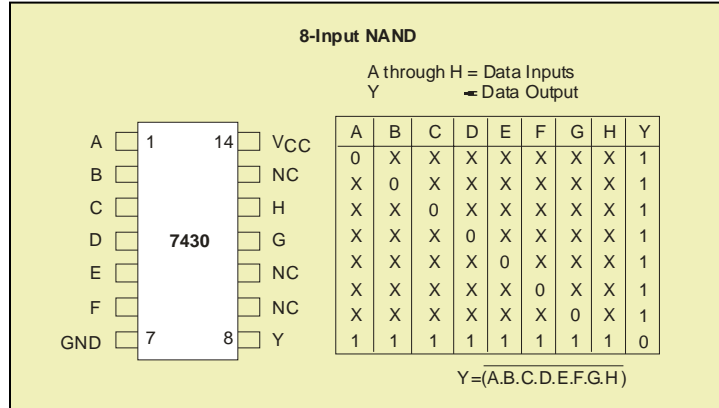 8-Input NAND
A through H = Data Inputs
Y = Data Output
A 1 14 VCC
B NC
C H
D 7430 G
E NC
F NC
GND 7 8 Y
A B C D E F G H Y
0 X X X X X X X 1
X 0 X X X X X X 1
X X 0 X X X X X 1
X X X 0 X X X X 1
X X X X 0 X X X 1
X X X X X 0 X X 1
X X X X X X 0 X 1
1 1 1 1 1 1 1 1 0
Y=(A.B.C.D.E.F.G.H)